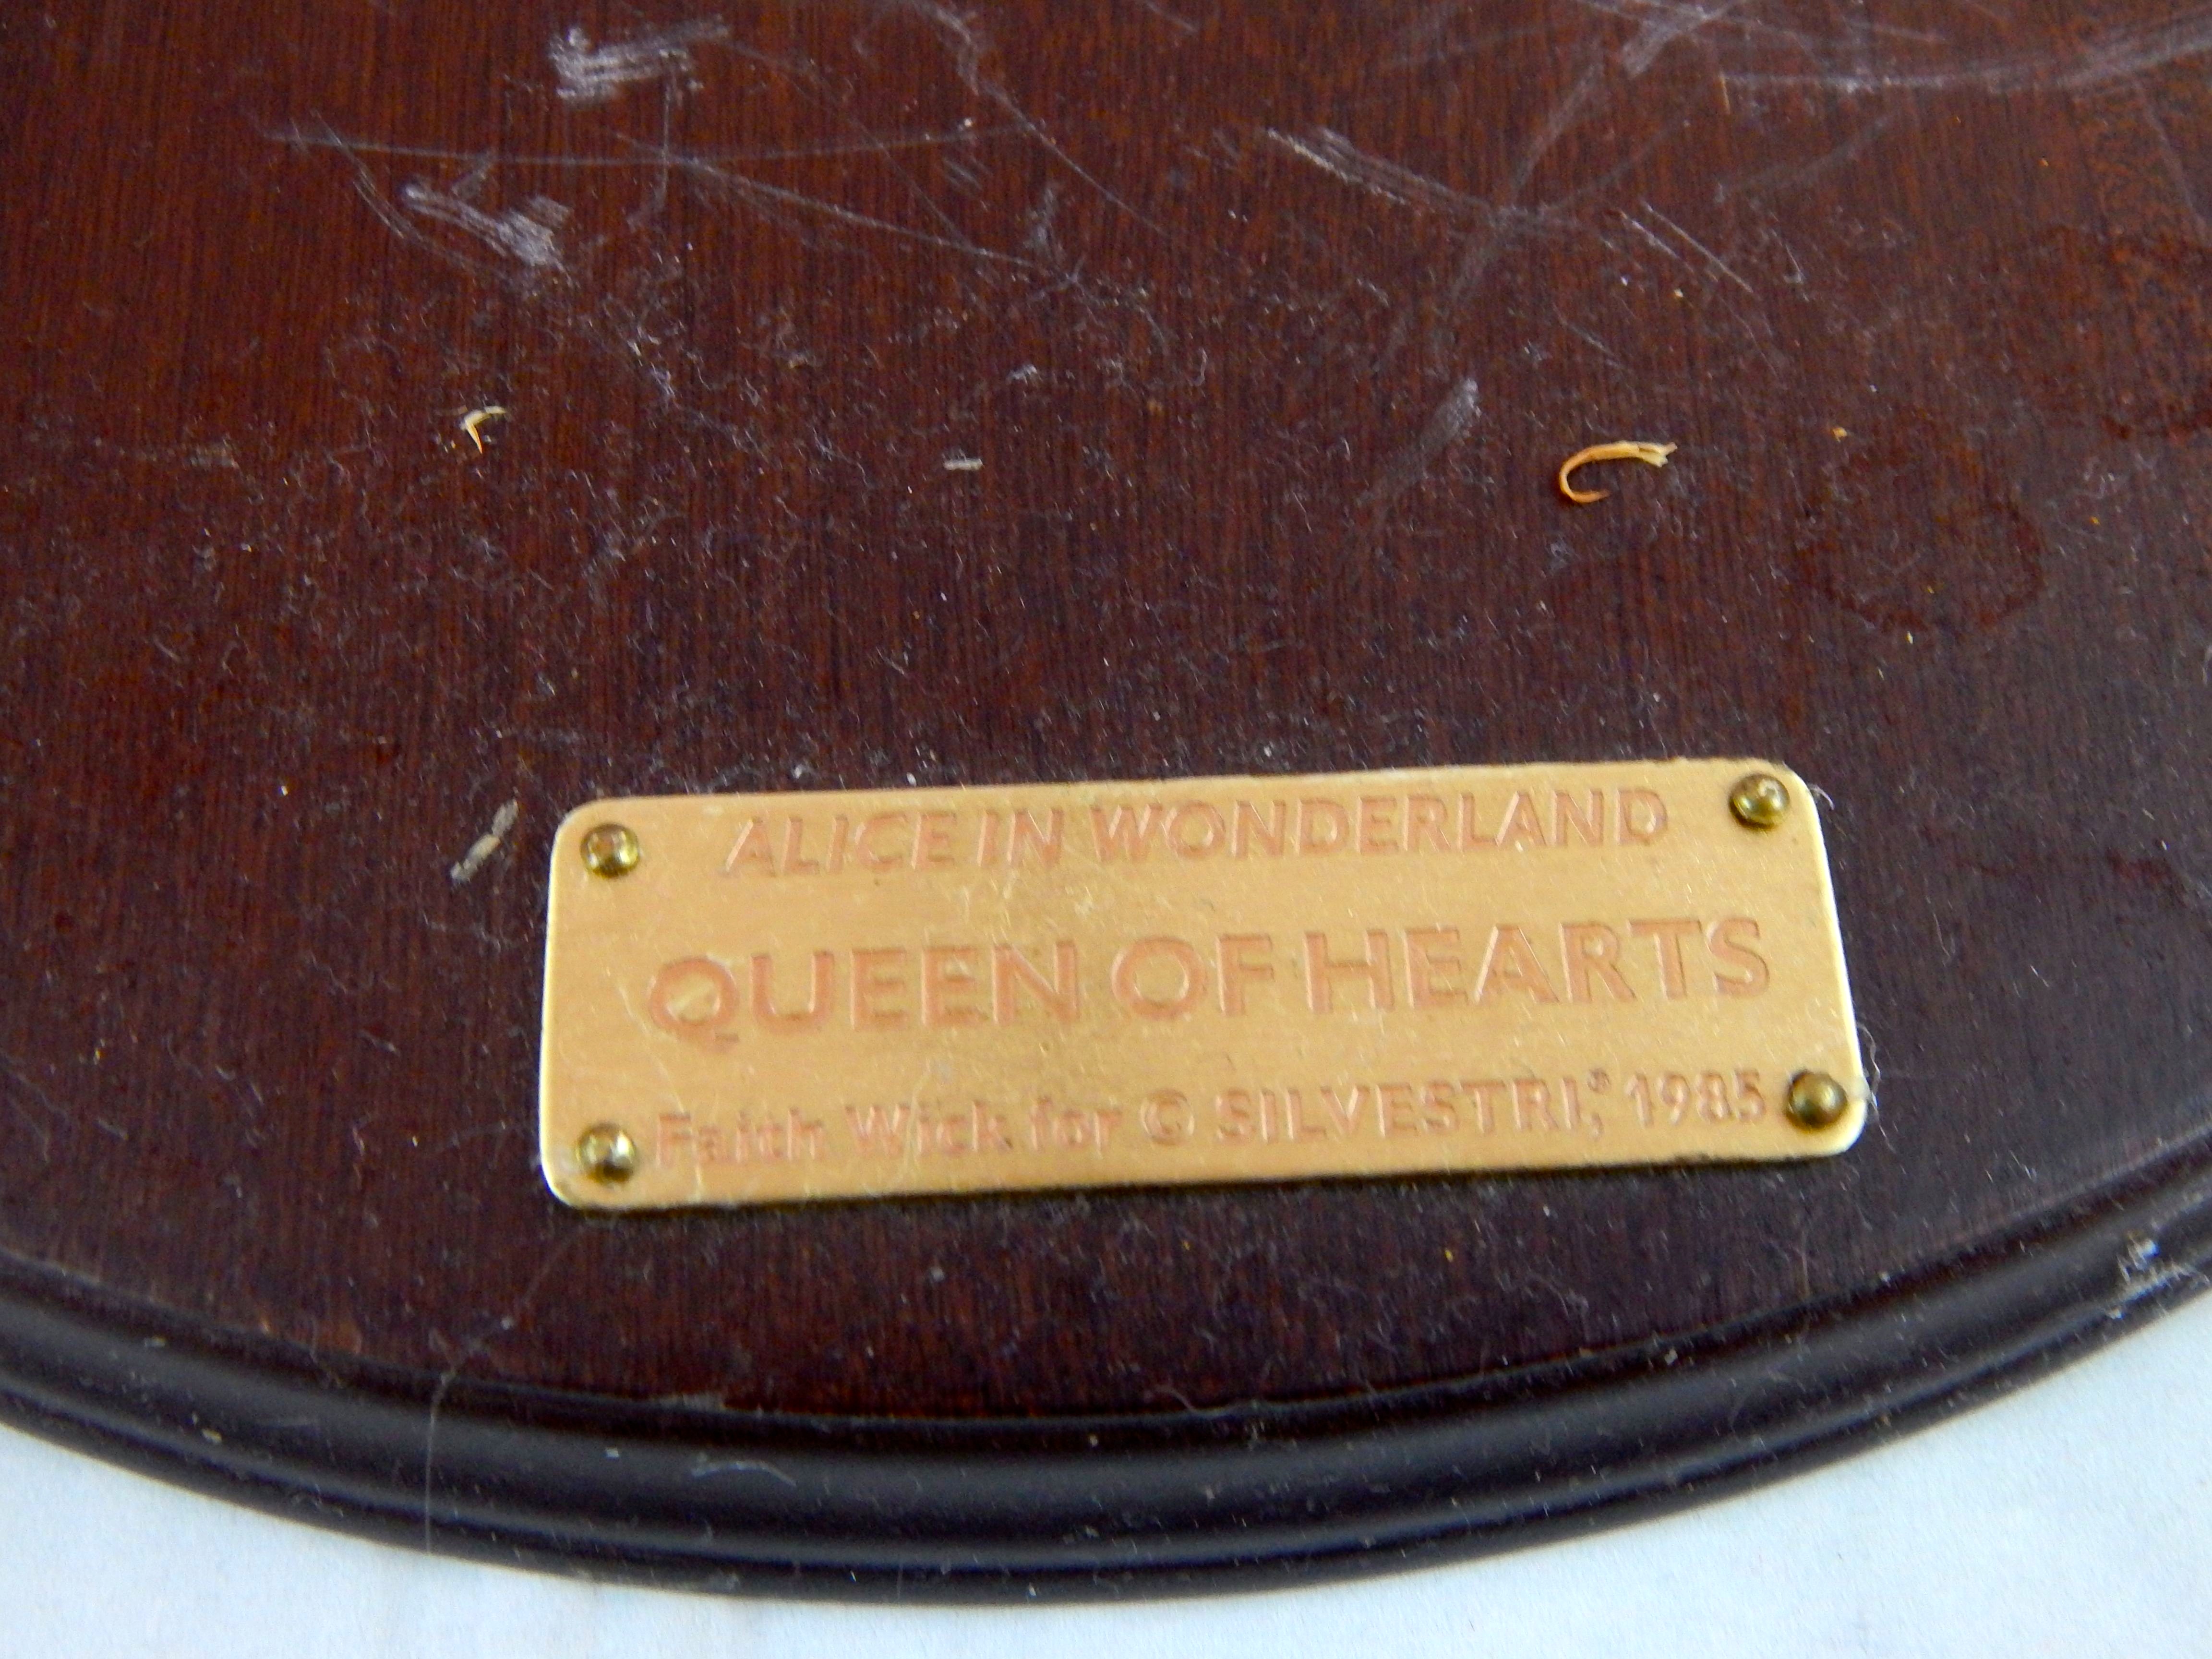 ALICE IN WONDERLAND
QUEEN OF HEARTS
Faith Wick for © SILVESTRI,® 1985